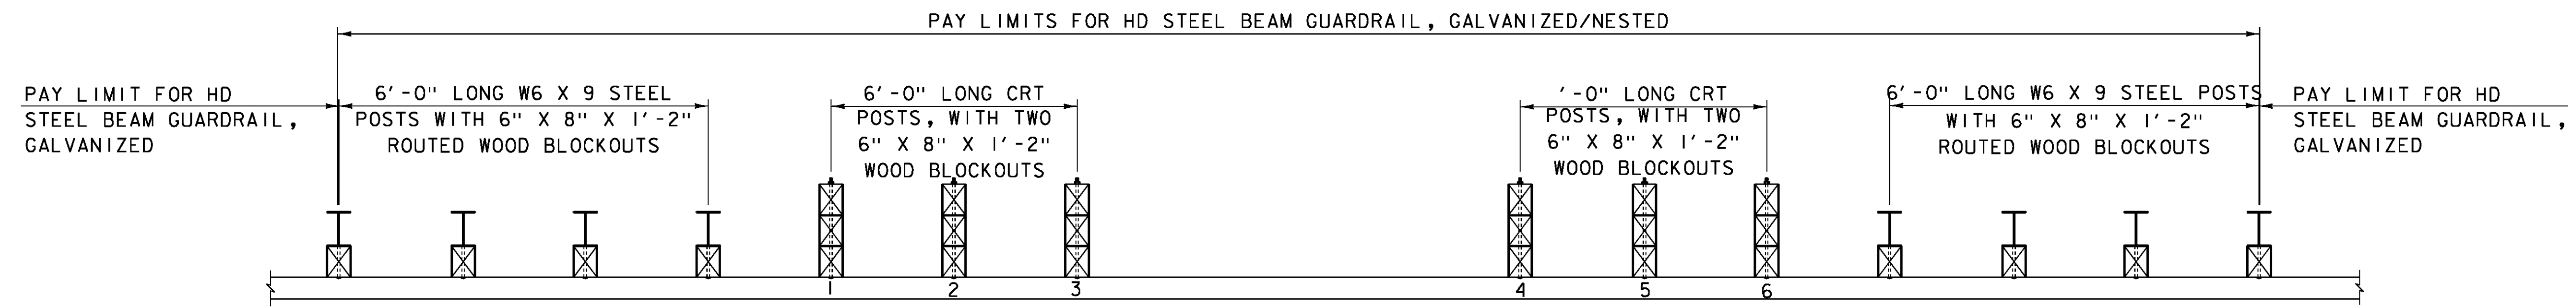 PAY LIMITS FOR HD STEEL BEAM GUARDRAIL, GALVANIZED/NESTED
PAY LIMIT FOR HD
STEEL BEAM GUARDRAIL,
GALVANIZED
6'-0" LONG W6 X 9 STEEL
POSTS WITH 6" X 8" X 1'-2"
ROUTED WOOD BLOCKOUTS
6'-0" LONG CRT
POSTS, WITH TWO
6" X 8" X 1'-2"
WOOD BLOCKOUTS
'-0" LONG CRT
POSTS, WITH TWO
6" X 8" X 1'-2"
WOOD BLOCKOUTS
6'-0" LONG W6 X 9 STEEL POSTS
WITH 6" X 8" X 1'-2"
ROUTED WOOD BLOCKOUTS
PAY LIMIT FOR HD
STEEL BEAM GUARDRAIL,
GALVANIZED
1 2 3 4 5 6